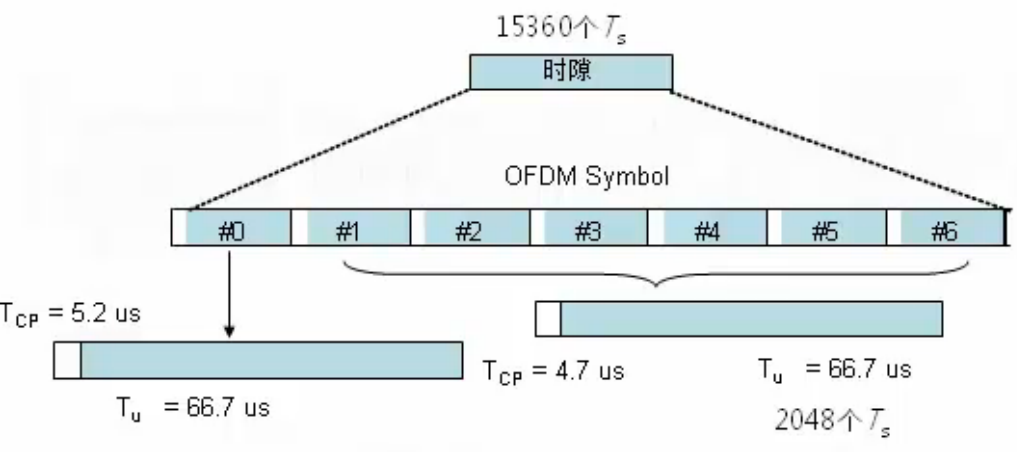 15360个Ts
时隙
OFDM Symbol
#0 #1 #2 #3 #4 #5 #6
TCP = 5.2 us
Tu = 66.7 us
TCP = 4.7 us Tu = 66.7 us
2048个Ts